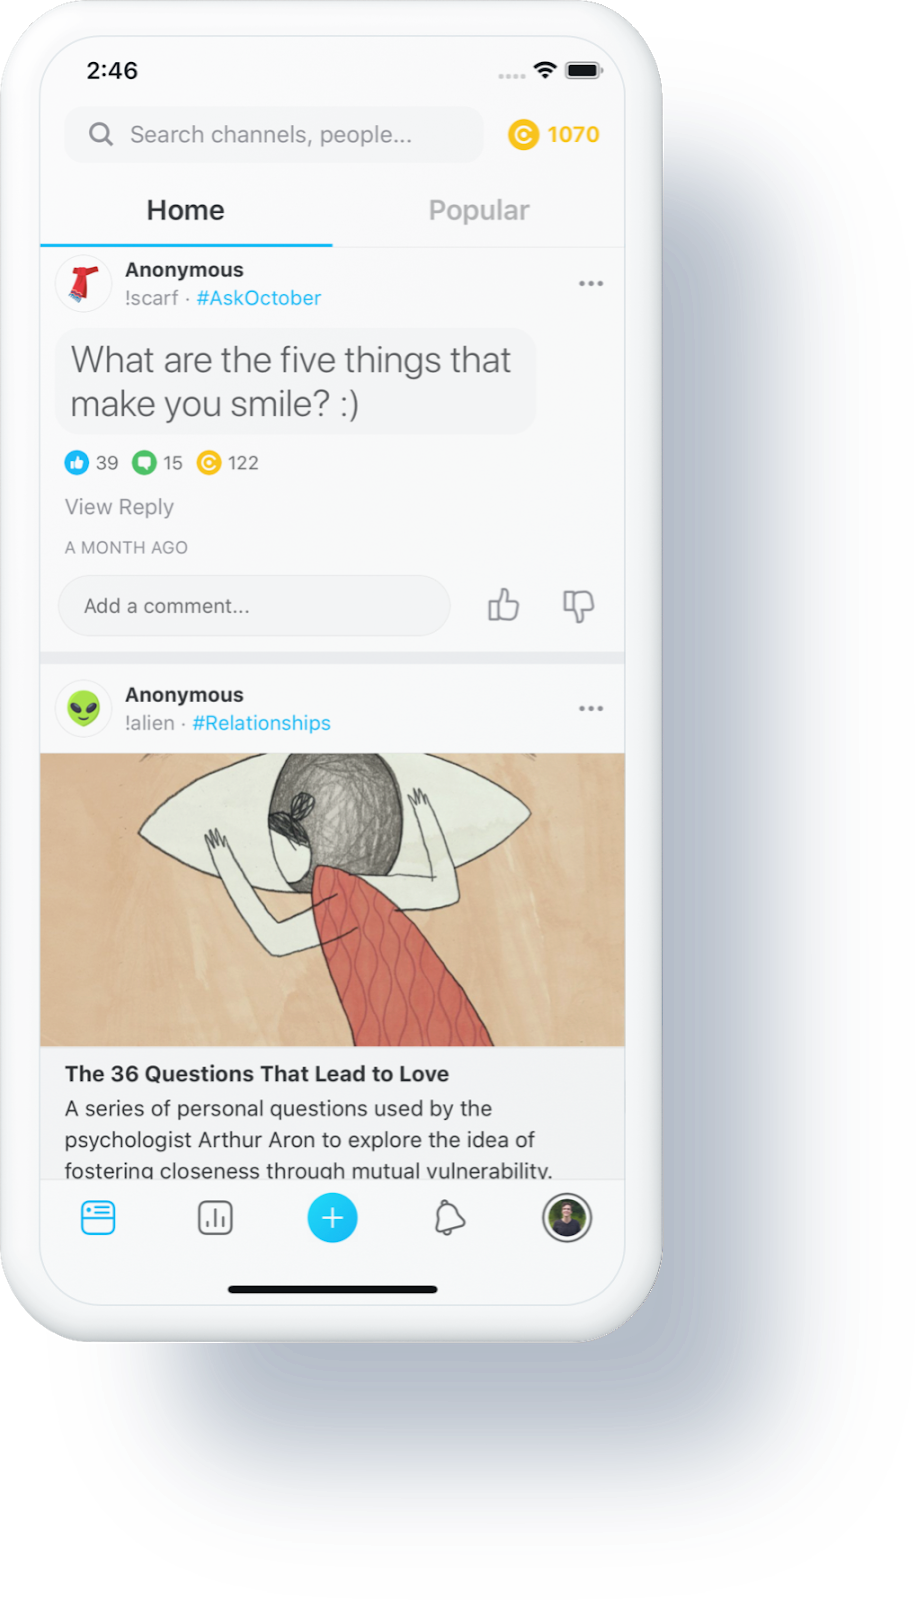 2:46
Search channels, people...
1070
Home Popular
Anonymous
!scarf · #AskOctober
What are the five things that
make you smile? :)
39 15 122
View Reply
A MONTH AGO
Add a comment...
Anonymous
!alien · #Relationships
The 36 Questions That Lead to Love
A series of personal questions used by the
psychologist Arthur Aron to explore the idea of
fostering closeness through mutual vulnerability.